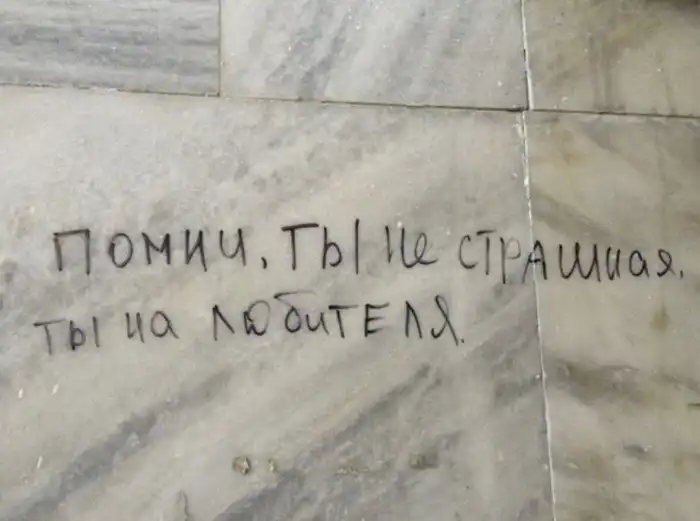 помни, ты не страшная,
ты на любителя.